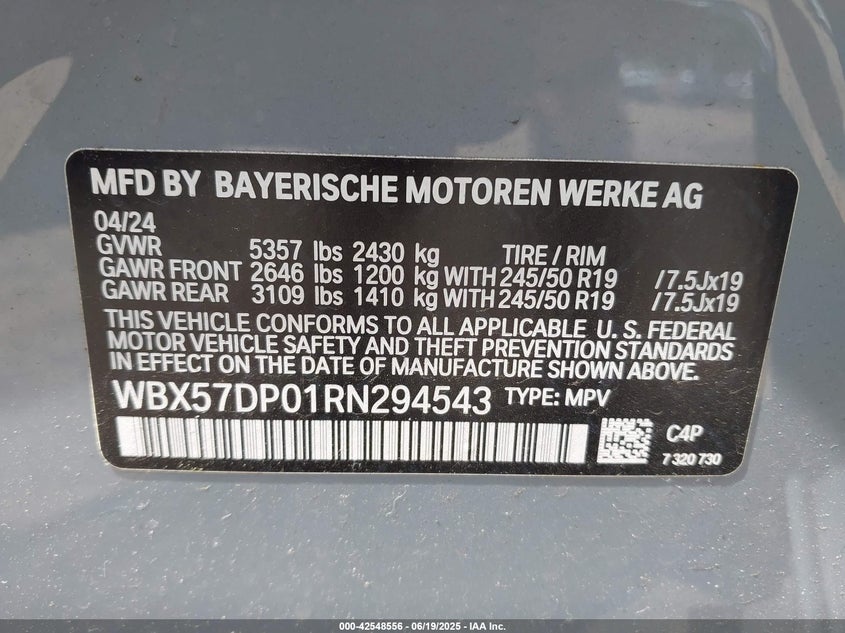 MFD BY BAYERISCHE MOTOREN WERKE AG
04/24
GVWR 5357 lbs 2430 kg TIRE / RIM
GAWR FRONT 2646 lbs 1200 kg WITH 245/50 R19 /7.5Jx19
GAWR REAR 3109 lbs 1410 kg WITH 245/50 R19 /7.5Jx19
THIS VEHICLE CONFORMS TO ALL APPLICABLE U. S. FEDERAL
MOTOR VEHICLE SAFETY AND THEFT PREVENTION STANDARDS
IN EFFECT ON THE DATE OF MANUFACTURE SHOWN ABOVE.
WBX57DP01RN294543 TYPE: MPV
C4P
7 320 730
000-42548556 - 06/19/2025 - IAA Inc.